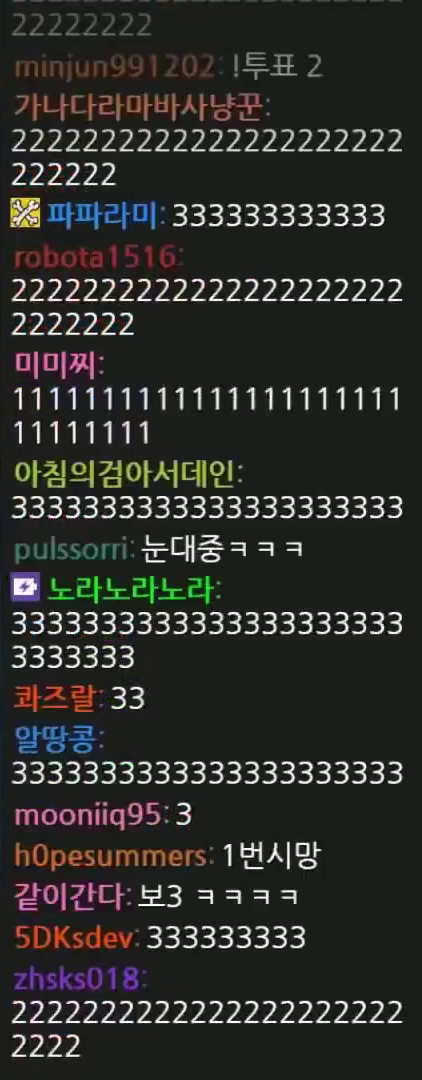 22222222
minjun991202: !투표 2
가나다라마바사냥꾼:
2222222222222222222222
222222
파파라미: 333333333333
robota1516:
2222222222222222222222
2222222
미미찌:
1111111111111111111111
11111111
아침의검아서데인:
3333333333333333333333
pulssorri: 눈대중ㅋㅋㅋ
노라노라노라:
3333333333333333333333
3333333
콰즈랄: 33
알땅콩:
3333333333333333333333
mooniiq95: 3
h0pesummers: 1번시망
같이간다: 보3 ㅋㅋㅋㅋ
5DKsdev: 333333333
zhsks018:
2222222222222222222222
2222